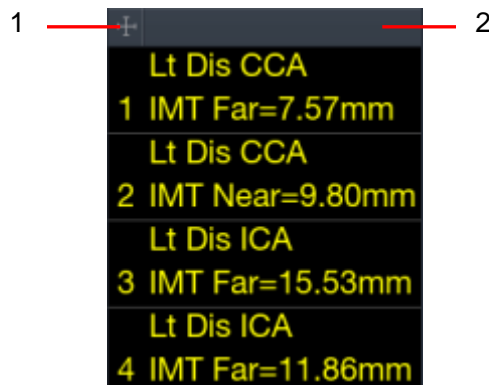 1
2
Lt Dis CCA
1 IMT Far=7.57mm
Lt Dis CCA
2 IMT Near=9.80mm
Lt Dis ICA
3 IMT Far=15.53mm
Lt Dis ICA
4 IMT Far=11.86mm